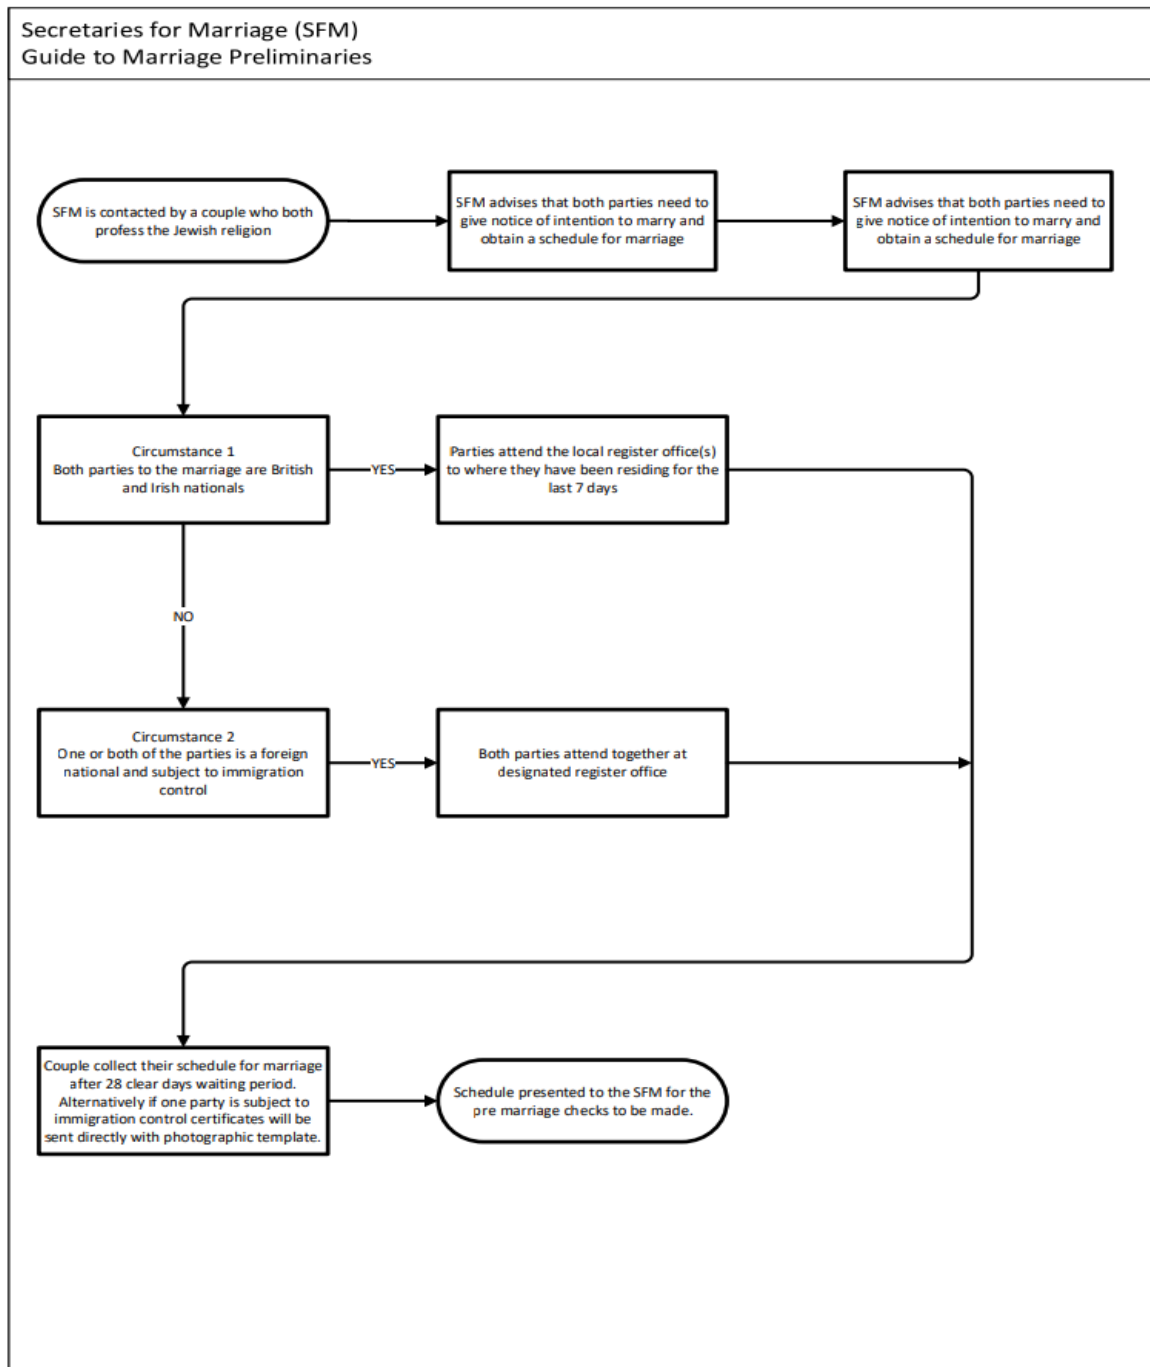 Secretaries for Marriage (SFM)
Guide to Marriage Preliminaries
SFM is contacted by a couple who both
profess the Jewish religion
SFM advises that both parties need to
give notice of intention to marry and
obtain a schedule for marriage
SFM advises that both parties need to
give notice of intention to marry and
obtain a schedule for marriage
Circumstance 1
Both parties to the marriage are British
and Irish nationals
YES
Parties attend the local register office(s)
to where they have been residing for the
last 7 days
NO
Circumstance 2
One or both of the parties is a foreign
national and subject to immigration
control
YES
Both parties attend together at
designated register office
Couple collect their schedule for marriage
after 28 clear days waiting period.
Alternatively if one party is subject to
immigration control certificates will be
sent directly with photographic template.
Schedule presented to the SFM for the
pre marriage checks to be made.